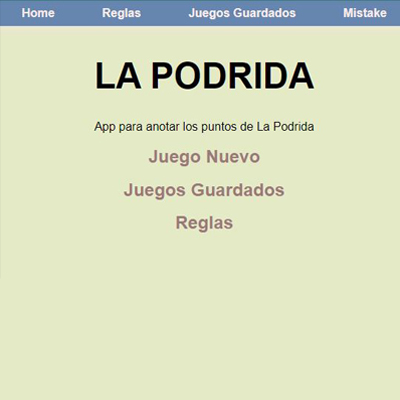 Home Reglas Juegos Guardados Mistake
LA PODRIDA
App para anotar los puntos de La Podrida
Juego Nuevo
Juegos Guardados
Reglas